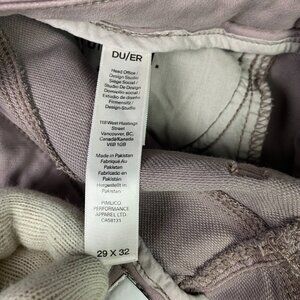 DU/ER
Head Office /
Design Studio
Siège Social /
Studio De Design
Oficina Central /
Estudio de diseño
Firmensitz /
Design Studio
118 West Hastings
Street
Vancouver, BC,
Canada/Kanada
V6B 1G8
Made in
Pakistan
Fabriqué Au
Pakistan
Fabricado en
Pakistan
Hergestellt in
Pakistan
PIMLICO
PERFORMANCE
APPAREL LTD
CA58131
29 X 32